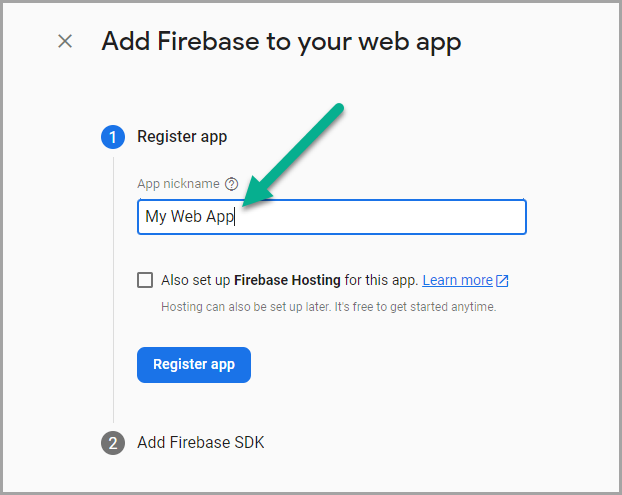 Add Firebase to your web app
1 Register app
App nickname ?
My Web App
Also set up Firebase Hosting for this app. Learn more
Hosting can also be set up later. It's free to get started anytime.
Register app
2 Add Firebase SDK